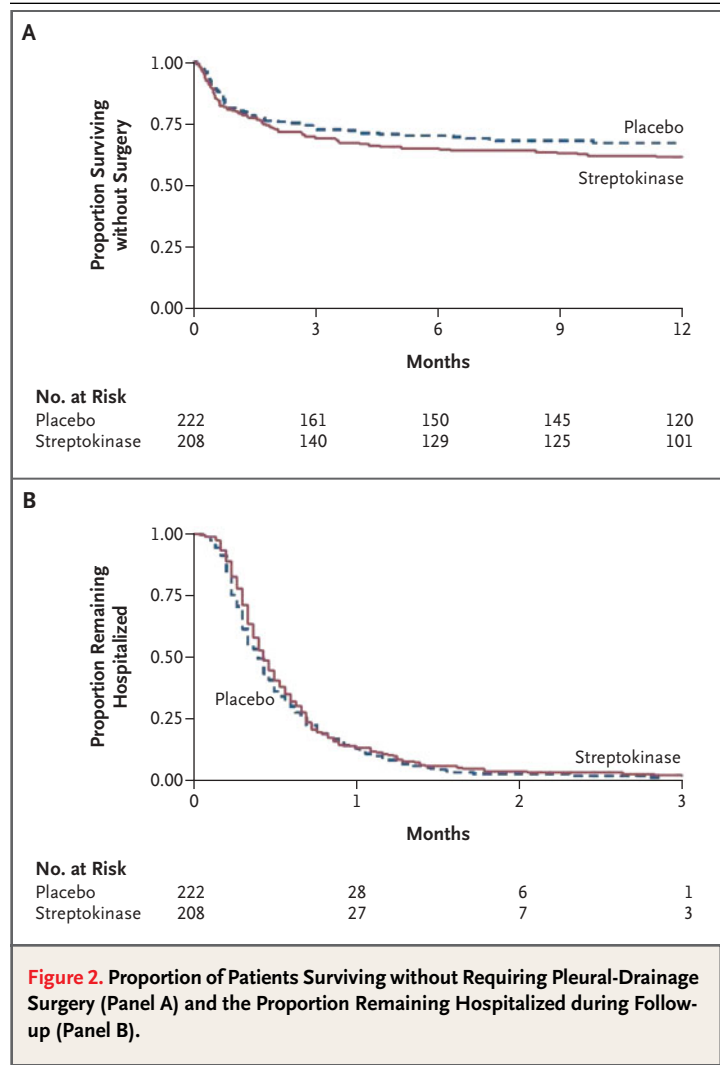 A
1.00
0.75
0.50
0.25
0.00
Proportion Surviving
without Surgery
Placebo
Streptokinase
0 3 6 9 12
Months
No. at Risk
Placebo 222 161 150 145 120
Streptokinase 208 140 129 125 101
B
1.00
0.75
0.50
0.25
0.00
Proportion Remaining
Hospitalized
Placebo
Streptokinase
0 1 2 3
Months
No. at Risk
Placebo 222 28 6 1
Streptokinase 208 27 7 3
Figure 2. Proportion of Patients Surviving without Requiring Pleural-Drainage
Surgery (Panel A) and the Proportion Remaining Hospitalized during Follow-
up (Panel B).